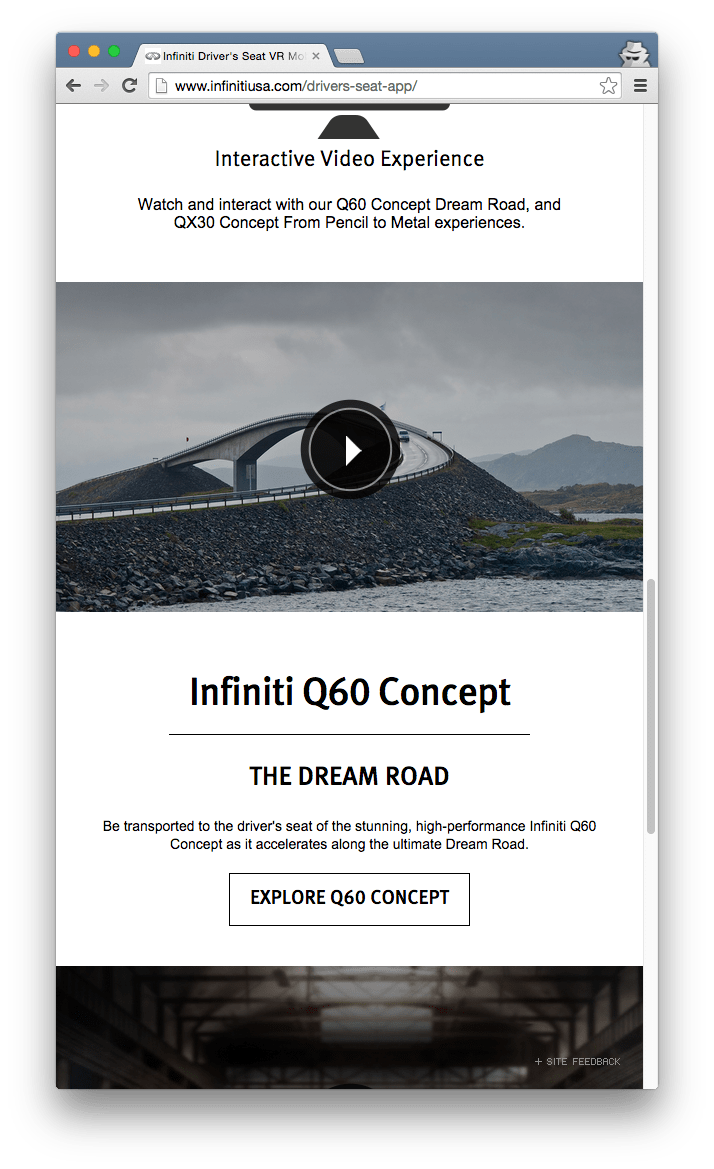 Infiniti Driver's Seat VR Mo
www.infinitiusa.com/drivers-seat-app/
Interactive Video Experience
Watch and interact with our Q60 Concept Dream Road, and
QX30 Concept From Pencil to Metal experiences.
Infiniti Q60 Concept
THE DREAM ROAD
Be transported to the driver's seat of the stunning, high-performance Infiniti Q60
Concept as it accelerates along the ultimate Dream Road.
EXPLORE Q60 CONCEPT
+ SITE FEEDBACK